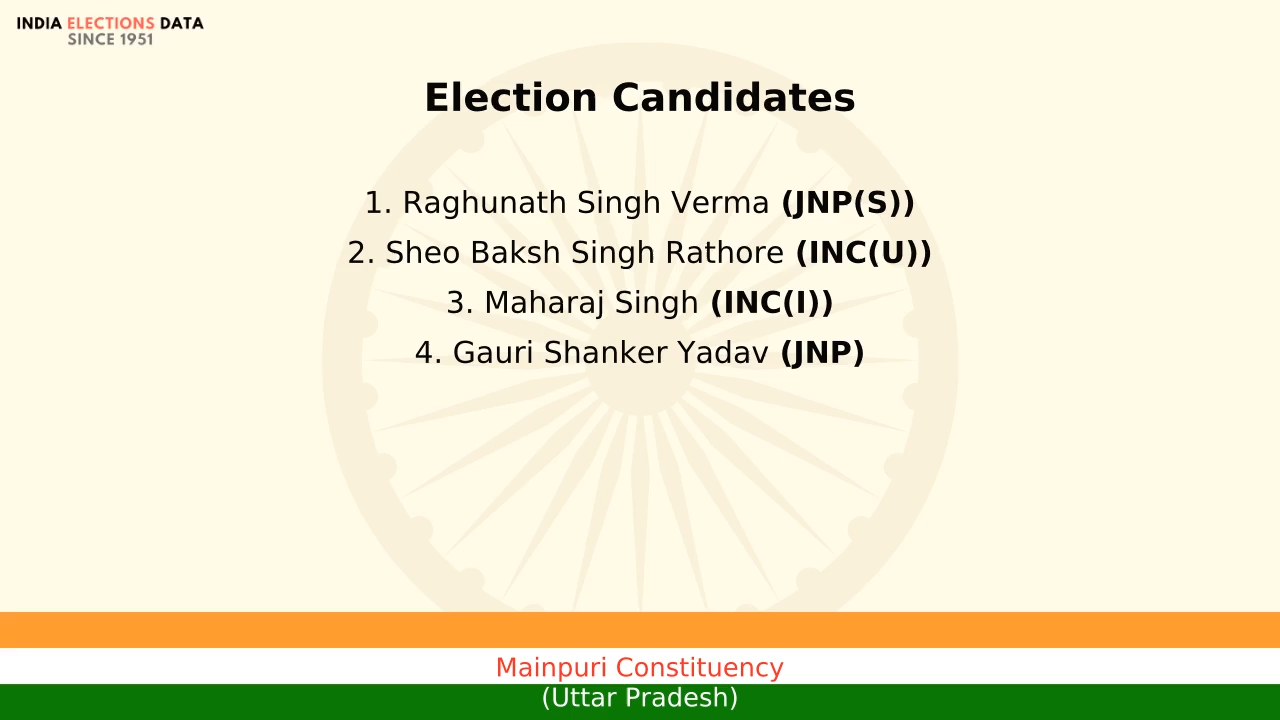 INDIA ELECTIONS DATA
SINCE 1951
Election Candidates
1. Raghunath Singh Verma (JNP(S))
2. Sheo Baksh Singh Rathore (INC(U))
3. Maharaj Singh (INC(I))
4. Gauri Shanker Yadav (JNP)
Mainpuri Constituency
(Uttar Pradesh)